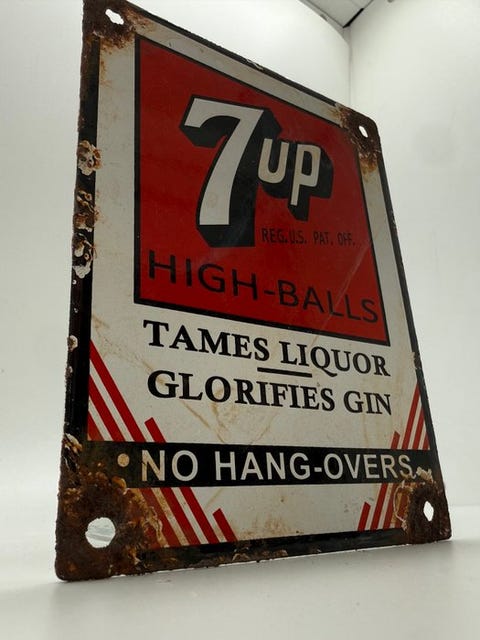 7up
REG.U.S. PAT. OFF.
HIGH-BALLS
TAMES LIQUOR
GLORIFIES GIN
NO HANG-OVERS